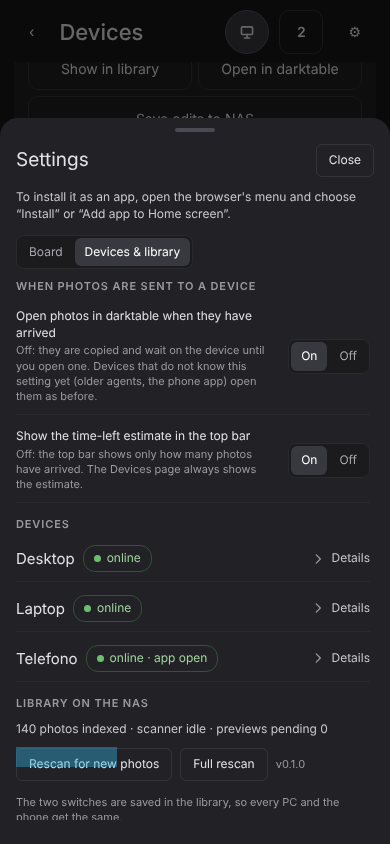 ‹ Devices 2
Show in library Open in darktable
Save edits to NAS
Settings Close
To install it as an app, open the browser's menu and choose
“Install” or “Add app to Home screen”.
Board Devices & library
WHEN PHOTOS ARE SENT TO A DEVICE
Open photos in darktable when they have
arrived
Off: they are copied and wait on the device until
you open one. Devices that do not know this
setting yet (older agents, the phone app) open
them as before.
On Off
Show the time-left estimate in the top bar
Off: the top bar shows only how many photos
have arrived. The Devices page always shows
the estimate.
On Off
DEVICES
Desktop online Details
Laptop online Details
Telefono online · app open Details
LIBRARY ON THE NAS
140 photos indexed · scanner idle · previews pending 0
Rescan for new photos Full rescan v0.1.0
The two switches are saved in the library, so every PC and the
phone get the same